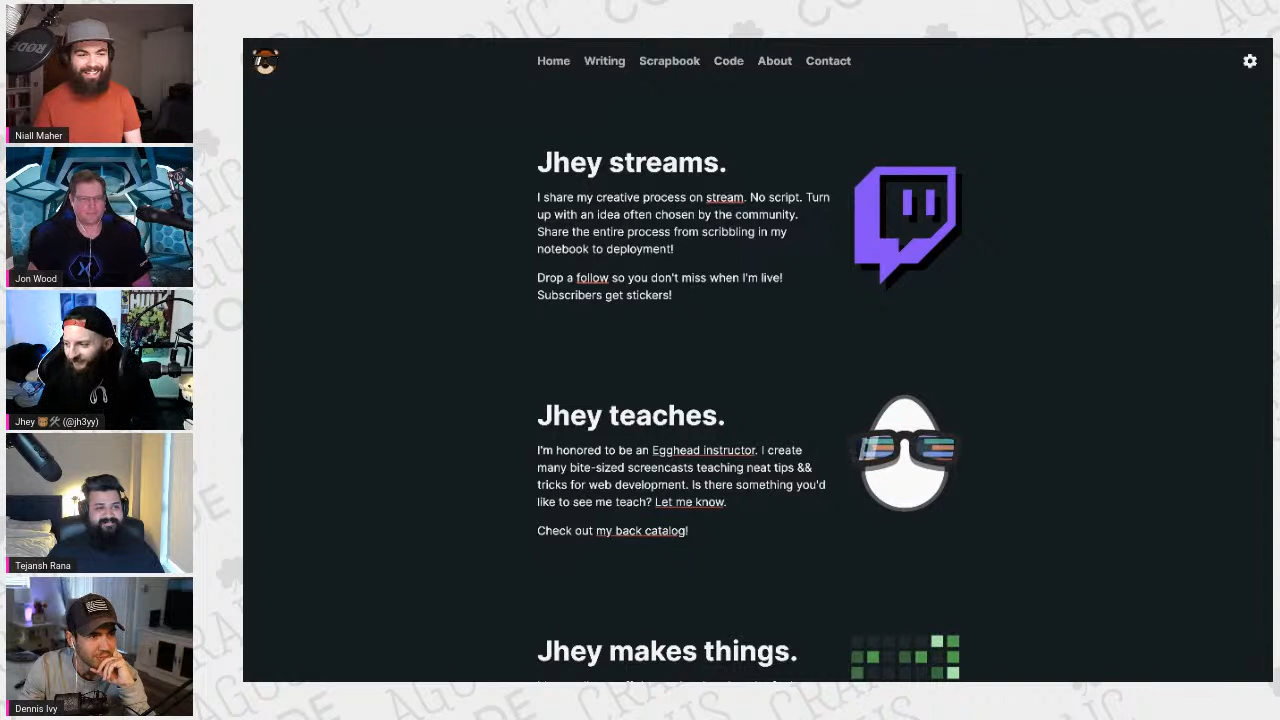 RODE
Niall Maher
Jon Wood
Jhey 🐻🛠 (@jh3yy)
Tejansh Rana
Dennis Ivy
Home Writing Scrapbook Code About Contact
Jhey streams.
I share my creative process on stream. No script. Turn
up with an idea often chosen by the community.
Share the entire process from scribbling in my
notebook to deployment!
Drop a follow so you don't miss when I'm live!
Subscribers get stickers!
Jhey teaches.
I'm honored to be an Egghead instructor. I create
many bite-sized screencasts teaching neat tips &&
tricks for web development. Is there something you'd
like to see me teach? Let me know.
Check out my back catalog!
Jhey makes things.